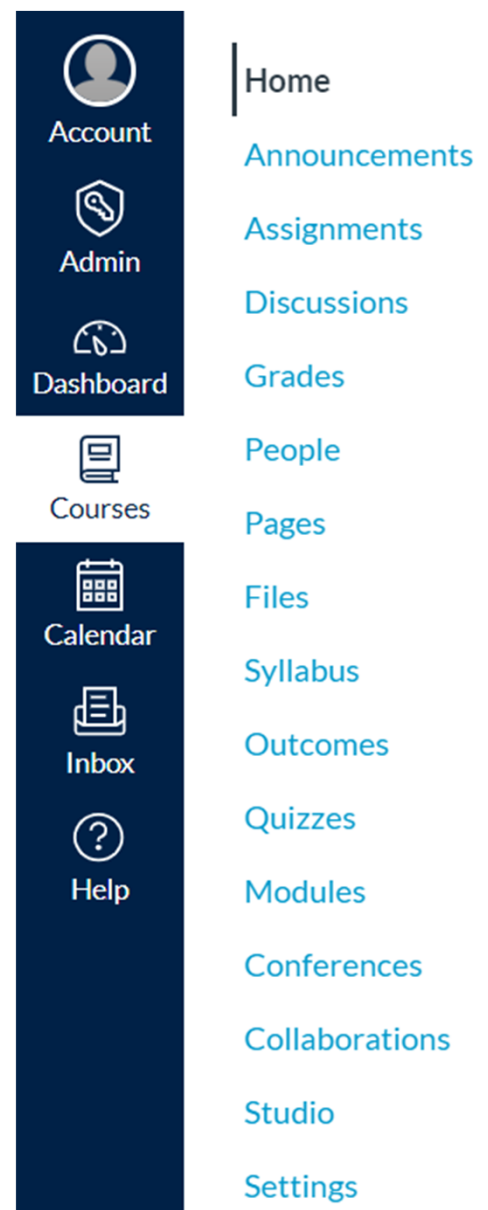 Account
Admin
Dashboard
Courses
Calendar
Inbox
Help
Home
Announcements
Assignments
Discussions
Grades
People
Pages
Files
Syllabus
Outcomes
Quizzes
Modules
Conferences
Collaborations
Studio
Settings